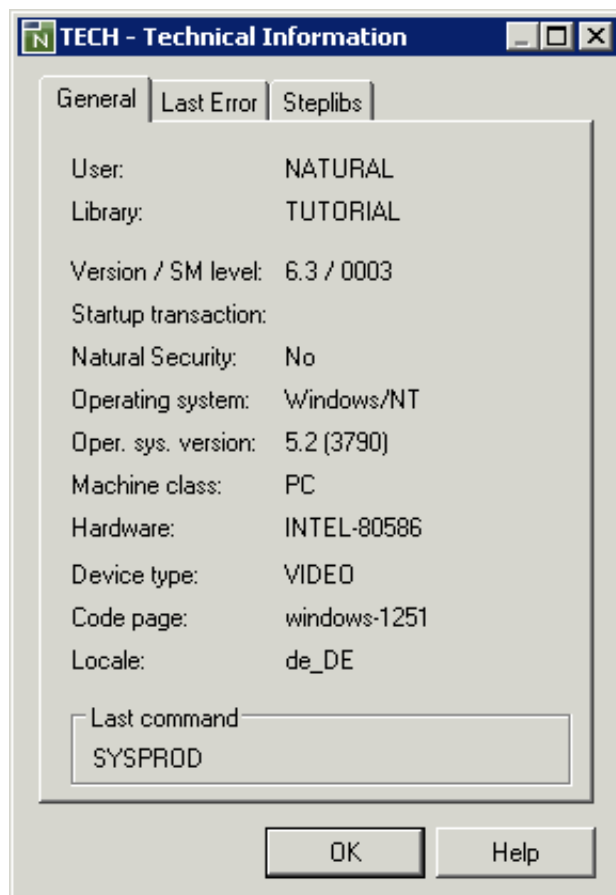 TECH - Technical Information
General Last Error Steplibs
User: NATURAL
Library: TUTORIAL
Version / SM level: 6.3 / 0003
Startup transaction:
Natural Security: No
Operating system: Windows/NT
Oper. sys. version: 5.2 (3790)
Machine class: PC
Hardware: INTEL-80586
Device type: VIDEO
Code page: windows-1251
Locale: de_DE
Last command
SYSPROD
OK Help